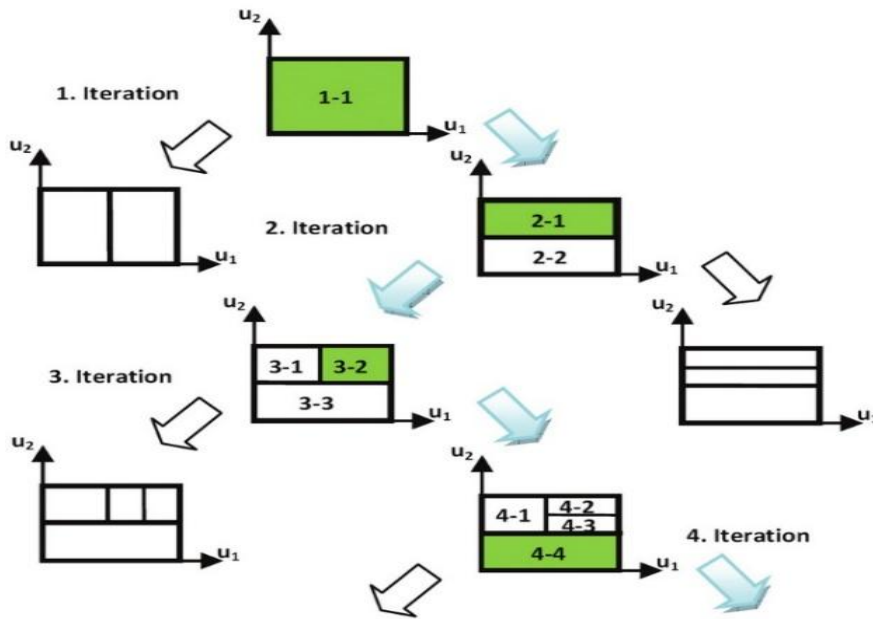 u2
1-1
1. Iteration
u1
u2
u2
2-1
2. Iteration
2-2
u1
u1
u2
u2
3-1 3-2
3. Iteration
3-3
u1
u1
u2
u2
4-1 4-2
4-3
4. Iteration
4-4
u1
u1